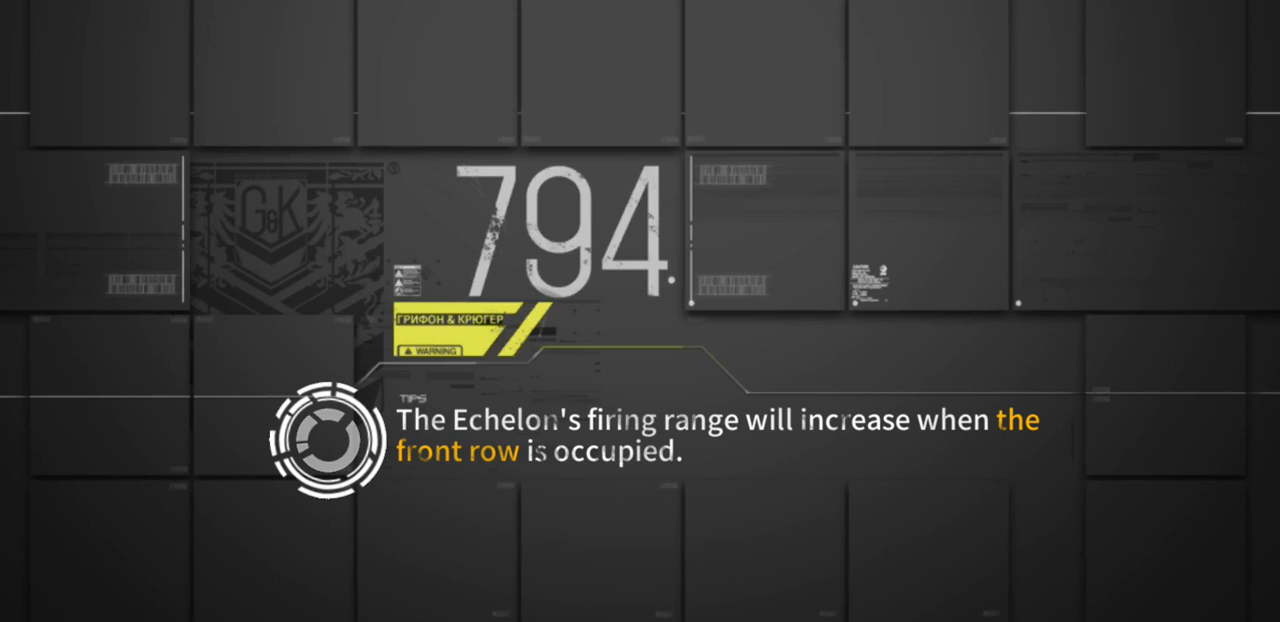 G&K
794.
ГРИФОН & КРЮГЕР
WARNING
TIPS
The Echelon's firing range will increase when the
front row is occupied.